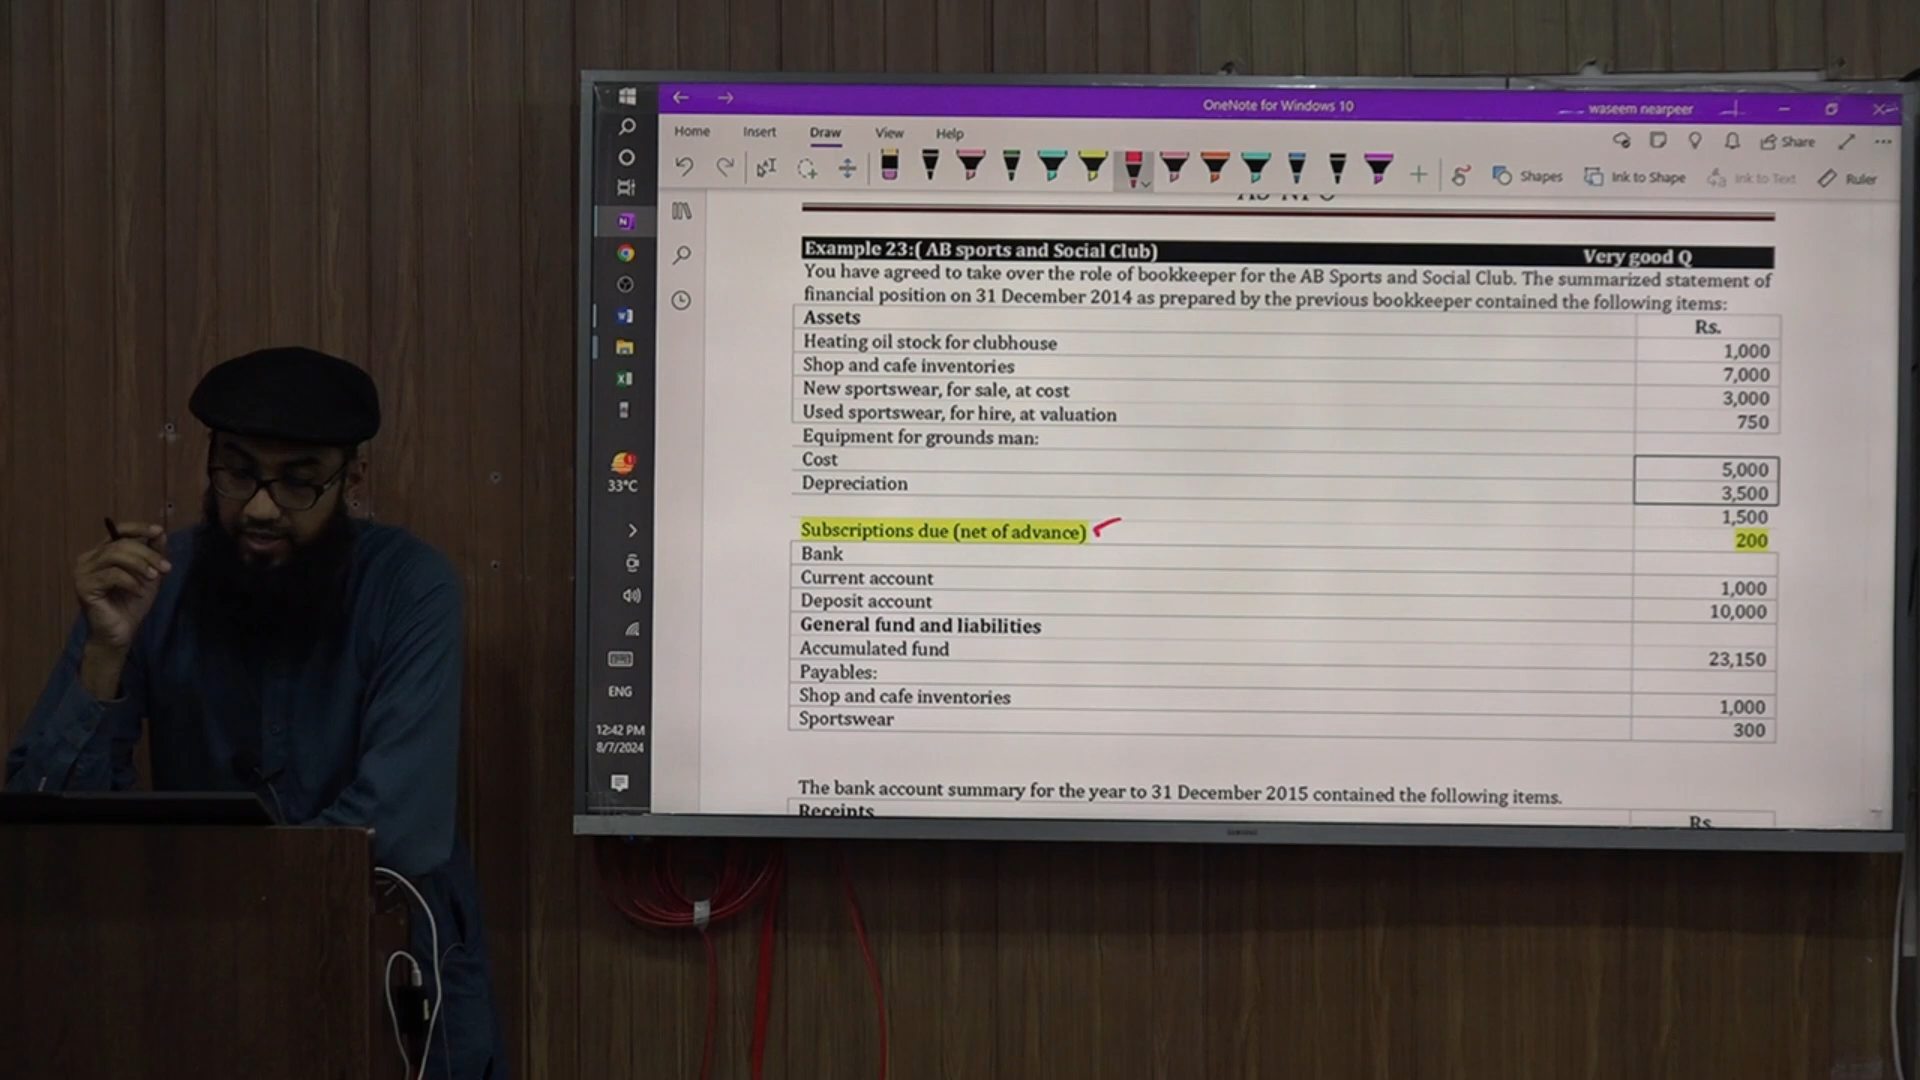 OneNote for Windows 10
waseem nearpeer
Home Insert Draw View Help
Share
Shapes Ink to Shape Ink to Text Ruler
Example 23:( AB sports and Social Club) Very good Q
You have agreed to take over the role of bookkeeper for the AB Sports and Social Club. The summarized statement of
financial position on 31 December 2014 as prepared by the previous bookkeeper contained the following items:
Assets Rs.
Heating oil stock for clubhouse 1,000
Shop and cafe inventories 7,000
New sportswear, for sale, at cost 3,000
Used sportswear, for hire, at valuation 750
Equipment for grounds man:
Cost 5,000
Depreciation 3,500
1,500
Subscriptions due (net of advance) 200
Bank
Current account 1,000
Deposit account 10,000
General fund and liabilities
Accumulated fund 23,150
Payables:
Shop and cafe inventories 1,000
Sportswear 300
The bank account summary for the year to 31 December 2015 contained the following items.
Receipts Rs
33°C
ENG
12:42 PM
8/7/2024